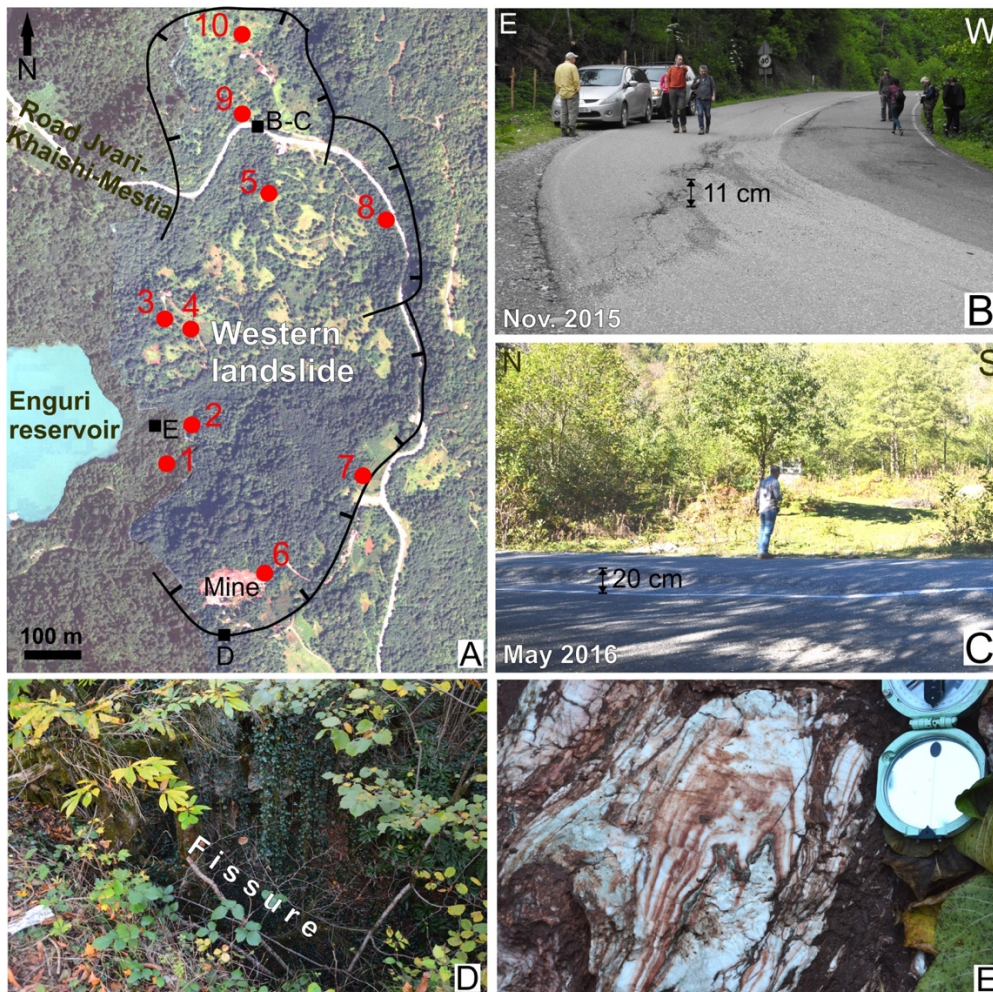 10
N
9
B-C
Road Jvari-
Khaishi-Mestia
5
8
3
4
Western
landslide
Enguri
reservoir
E
2
1
7
6
Mine
100 m
D
A
E
W
11 cm
Nov. 2015
B
N
S
20 cm
May 2016
C
Fissure
D
E